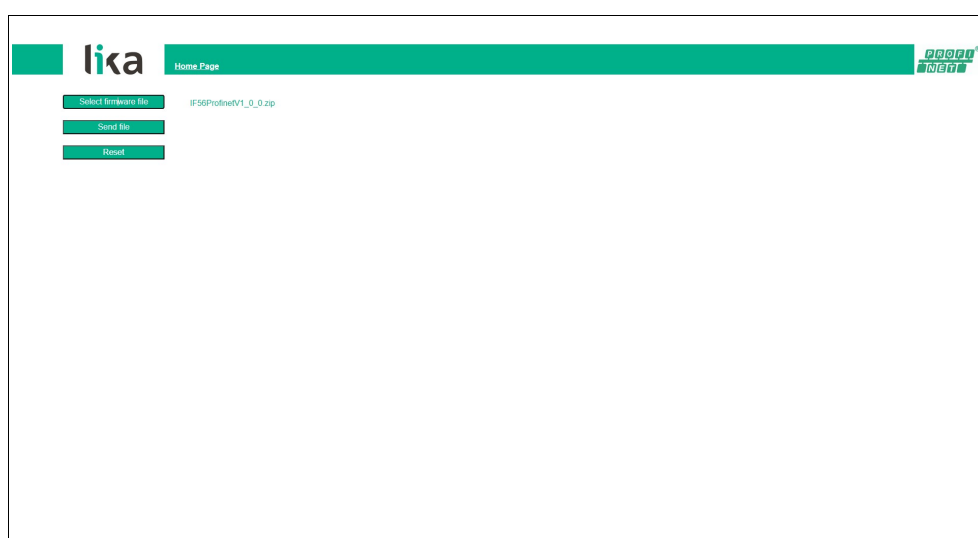 lika
Home Page
PROFI
NET
Select firmware file
IF56ProfinetV1_0_0.zip
Send file
Reset